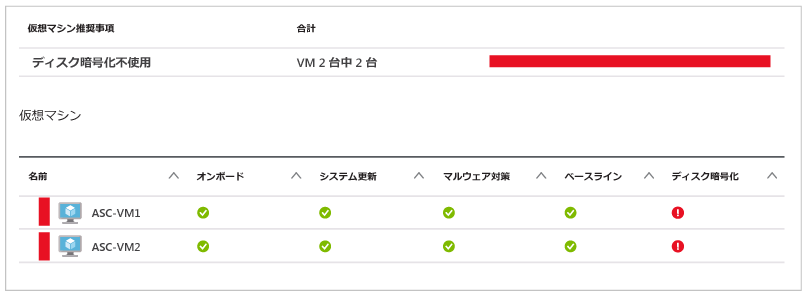 仮想マシン推奨事項 合計
ディスク暗号化不使用 VM 2 台中 2 台
仮想マシン
名前 オンボード システム更新 マルウェア対策 ベースライン ディスク暗号化
ASC-VM1
ASC-VM2